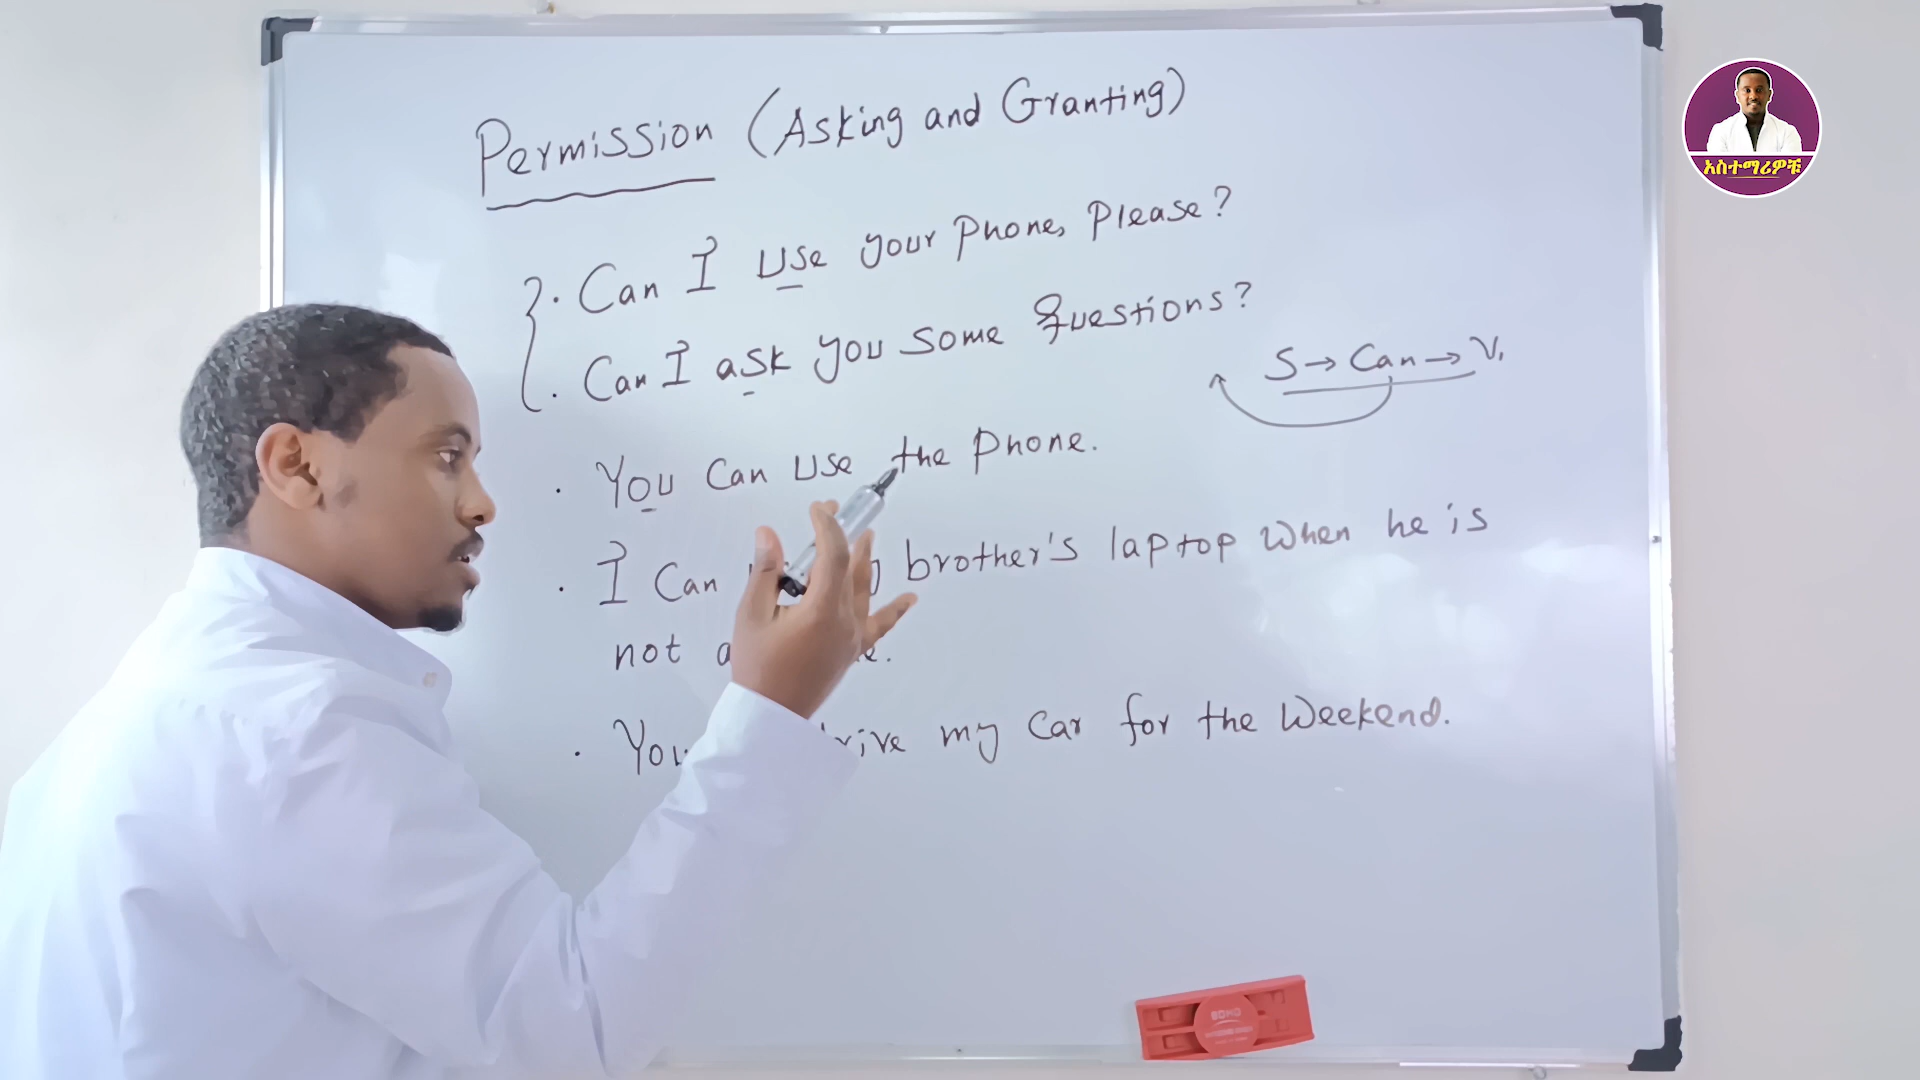 Permission (Asking and Granting)
. Can I use your phone, please?
. Can I ask you some questions?
S → Can → V₁
. You can use the phone.
. I can brother's laptop when he is
not
. You my car for the weekend.
አስተማሪዎቹ